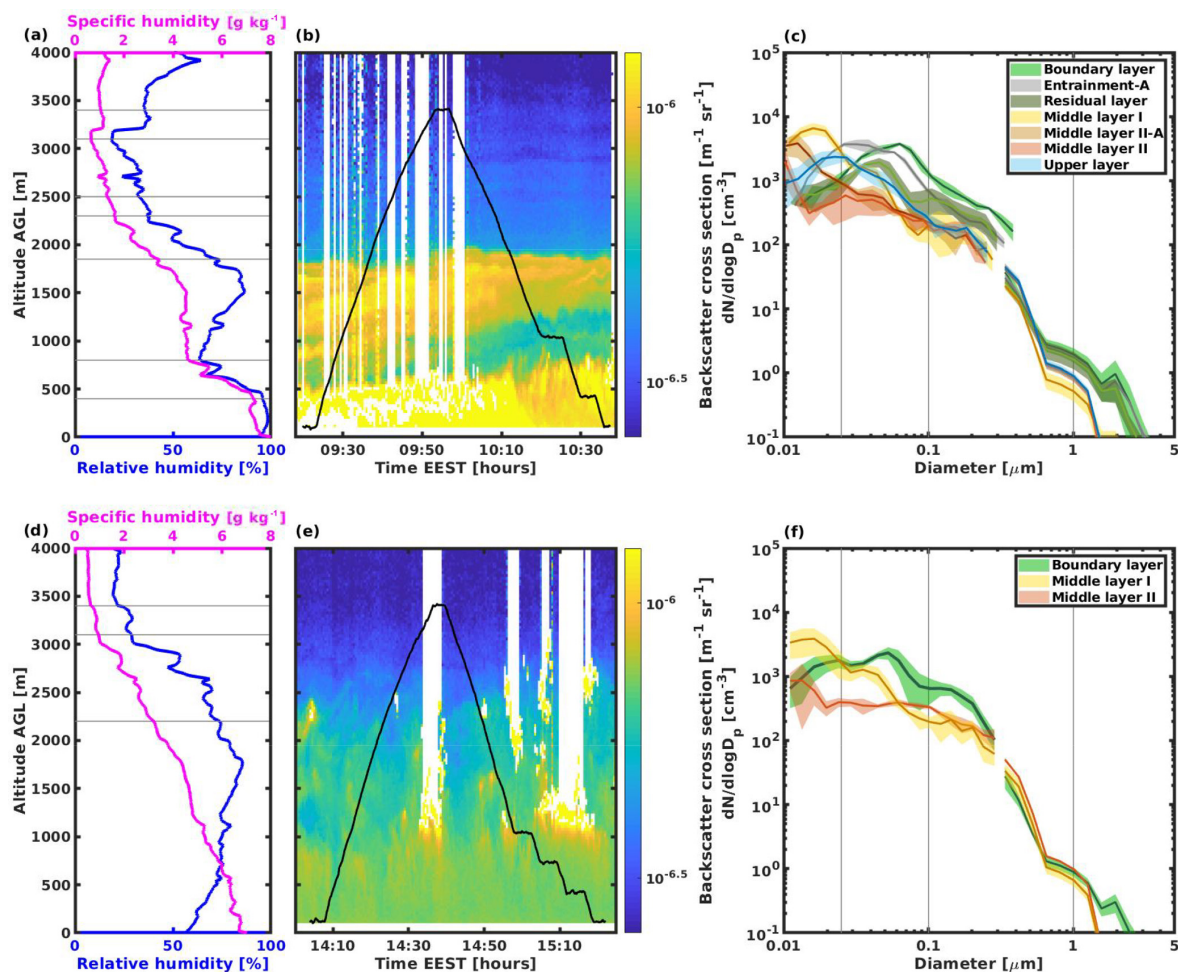 Specific humidity [g kg⁻¹]
0 2 4 6 8
(a)
4000
3500
3000
2500
2000
1500
1000
500
0
Altitude AGL [m]
0 50 100
Relative humidity [%]
(b)
09:30 09:50 10:10 10:30
Time EEST [hours]
10⁻⁶
10⁻⁶·⁵
Backscatter cross section [m⁻¹ sr⁻¹]
(c)
dN/dlogDₚ [cm⁻³]
10⁵
10⁴
10³
10²
10¹
10⁰
10⁻¹
Boundary layer
Entrainment-A
Residual layer
Middle layer I
Middle layer II-A
Middle layer II
Upper layer
0.01 0.1 1 5
Diameter [μm]
Specific humidity [g kg⁻¹]
0 2 4 6 8
(d)
4000
3500
3000
2500
2000
1500
1000
500
0
Altitude AGL [m]
0 50 100
Relative humidity [%]
(e)
14:10 14:30 14:50 15:10
Time EEST [hours]
10⁻⁶
10⁻⁶·⁵
Backscatter cross section [m⁻¹ sr⁻¹]
(f)
dN/dlogDₚ [cm⁻³]
10⁵
10⁴
10³
10²
10¹
10⁰
10⁻¹
Boundary layer
Middle layer I
Middle layer II
0.01 0.1 1 5
Diameter [μm]